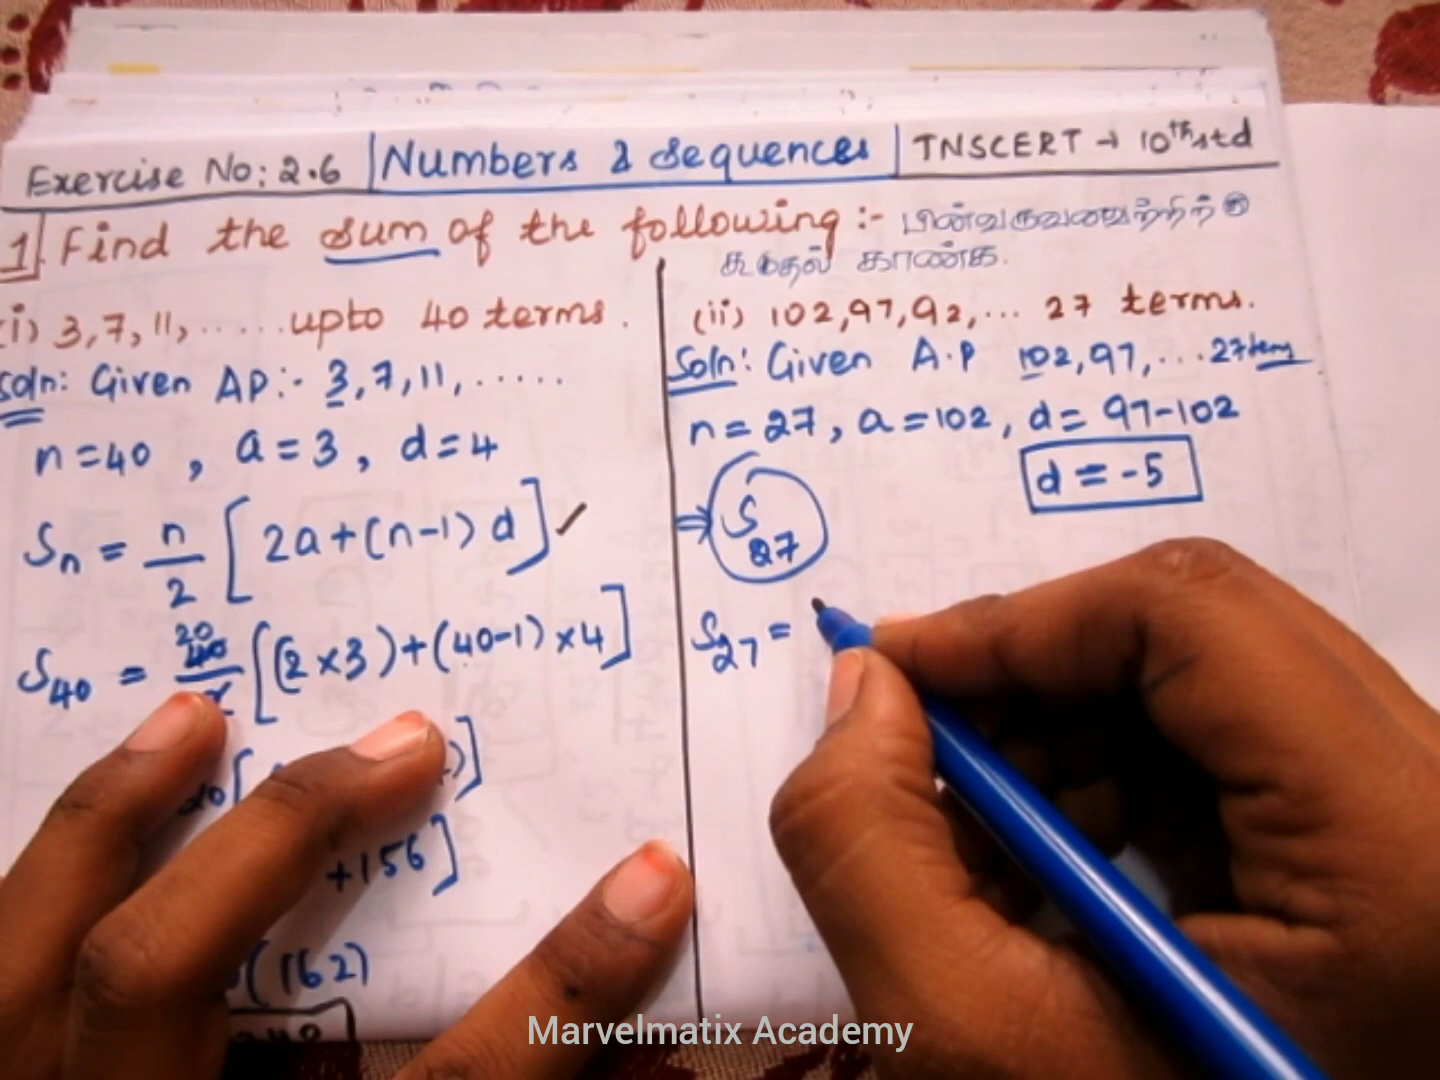 Exercise No: 2.6 | Numbers & Sequences | TNSCERT → 10th std
1 Find the sum of the following :- பின்வருவனவற்றின்
கூடுதல் காண்க.
(i) 3, 7, 11, ..... upto 40 terms.
Soln: Given AP:- 3, 7, 11, .....
n = 40 , a = 3 , d = 4
Sn = n/2 [2a + (n-1) d] ✓
S40 = 20 40/2 [(2 × 3) + (40-1) × 4]
20 [
+156]
(162)
(ii) 102, 97, 92, ... 27 terms.
Soln: Given A.P 102, 97, ... 27 terms
n = 27, a = 102, d = 97-102
d = -5
⇒ S27
S27 =
Marvelmatix Academy